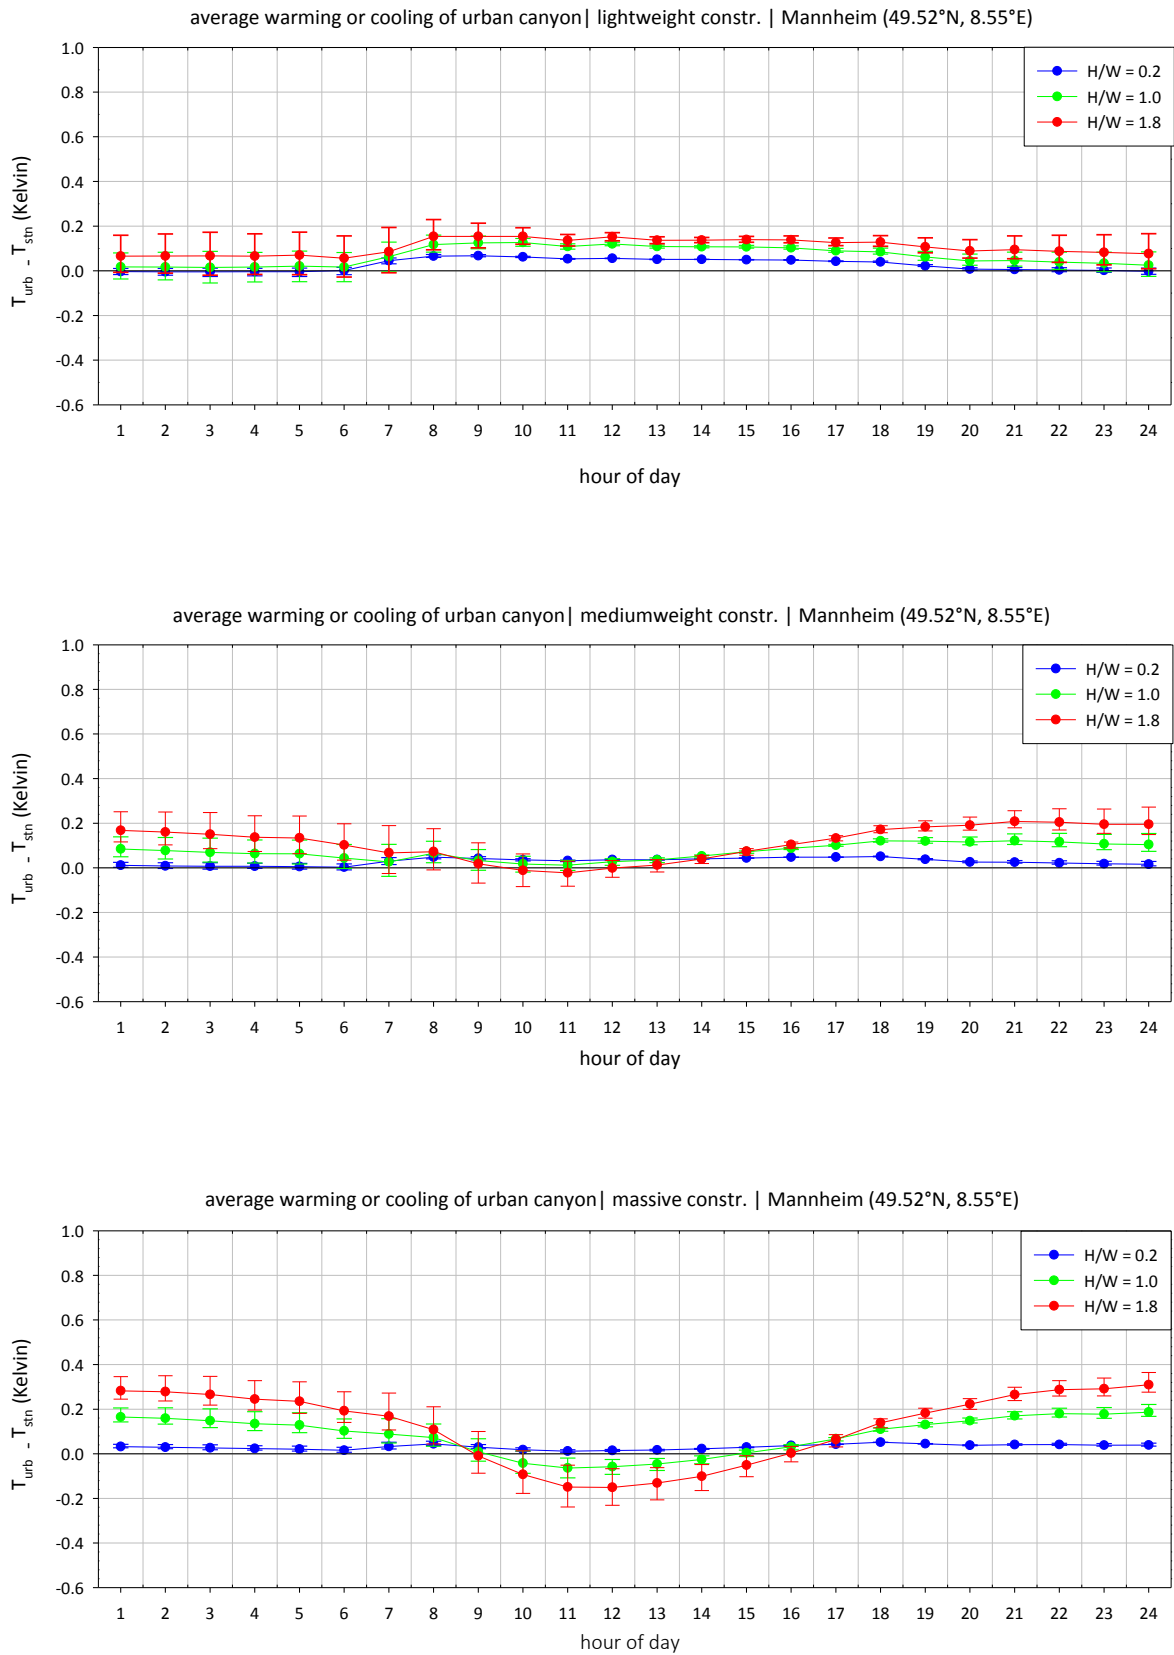 average warming or cooling of urban canyon| lightweight constr. | Mannheim (49.52°N, 8.55°E)
1.0
0.8
0.6
0.4
0.2
0.0
-0.2
-0.4
-0.6
T_urb - T_stn (Kelvin)
H/W = 0.2
H/W = 1.0
H/W = 1.8
1 2 3 4 5 6 7 8 9 10 11 12 13 14 15 16 17 18 19 20 21 22 23 24
hour of day
average warming or cooling of urban canyon| mediumweight constr. | Mannheim (49.52°N, 8.55°E)
1.0
0.8
0.6
0.4
0.2
0.0
-0.2
-0.4
-0.6
T_urb - T_stn (Kelvin)
H/W = 0.2
H/W = 1.0
H/W = 1.8
1 2 3 4 5 6 7 8 9 10 11 12 13 14 15 16 17 18 19 20 21 22 23 24
hour of day
average warming or cooling of urban canyon| massive constr. | Mannheim (49.52°N, 8.55°E)
1.0
0.8
0.6
0.4
0.2
0.0
-0.2
-0.4
-0.6
T_urb - T_stn (Kelvin)
H/W = 0.2
H/W = 1.0
H/W = 1.8
1 2 3 4 5 6 7 8 9 10 11 12 13 14 15 16 17 18 19 20 21 22 23 24
hour of day